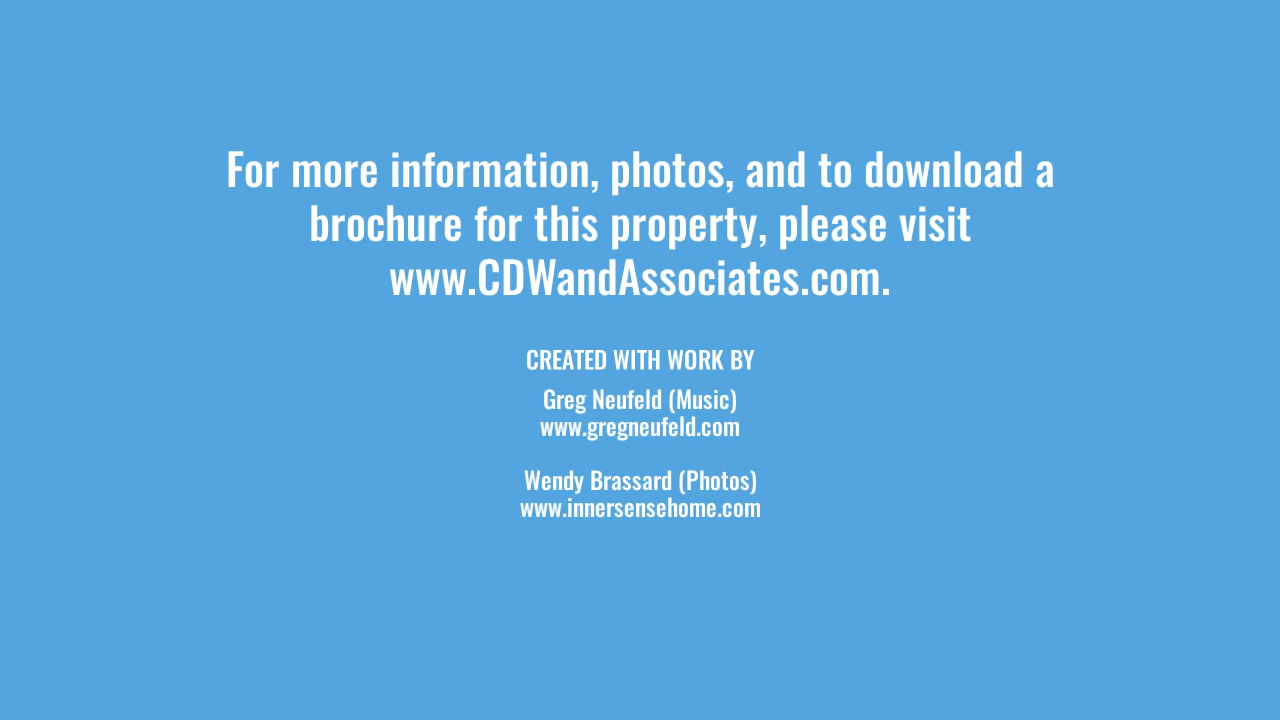 For more information, photos, and to download a
brochure for this property, please visit
www.CDWandAssociates.com.
CREATED WITH WORK BY
Greg Neufeld (Music)
www.gregneufeld.com
Wendy Brassard (Photos)
www.innersensehome.com